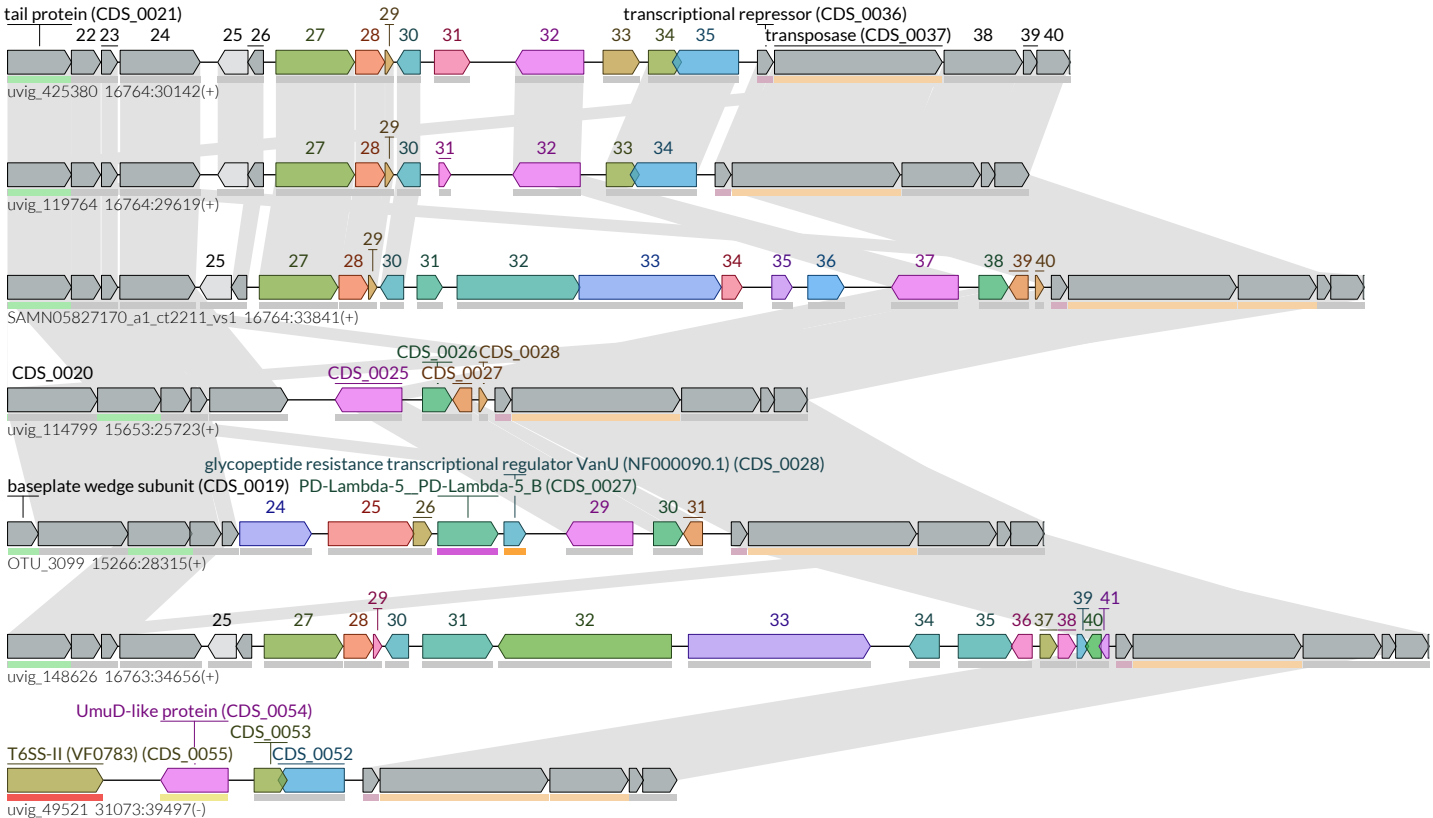 tail protein (CDS_0021) 29 transcriptional repressor (CDS_0036)
22 23 24 25 26 27 28 30 31 32 33 34 35 transposase (CDS_0037) 38 39 40
uvig_425380 16764:30142(+)
29
27 28 30 31 32 33 34
uvig_119764 16764:29619(+)
29
25 27 28 30 31 32 33 34 35 36 37 38 39 40
SAMN05827170_a1_ct2211_vs1 16764:33841(+)
CDS_0026 CDS_0028
CDS_0020 CDS_0025 CDS_0027
uvig_114799 15653:25723(+)
glycopeptide resistance transcriptional regulator VanU (NF000090.1) (CDS_0028)
baseplate wedge subunit (CDS_0019) PD-Lambda-5__PD-Lambda-5_B (CDS_0027)
24 25 26 29 30 31
OTU_3099 15266:28315(+)
29 39 41
25 27 28 30 31 32 33 34 35 36 37 38 40
uvig_148626 16763:34656(+)
UmuD-like protein (CDS_0054)
CDS_0053
T6SS-II (VF0783) (CDS_0055) CDS_0052
uvig_49521 31073:39497(-)